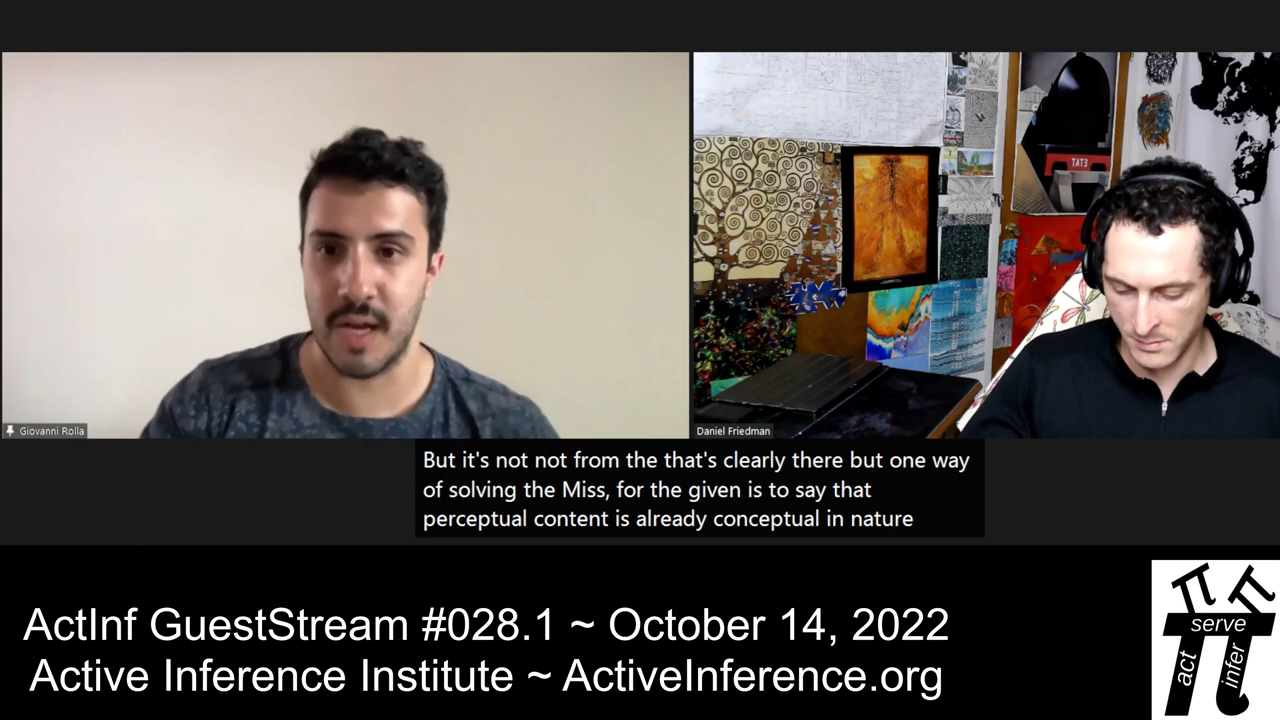 TATE
Giovanni Rolla
Daniel Friedman
But it's not not from the that's clearly there but one way
of solving the Miss, for the given is to say that
perceptual content is already conceptual in nature
ActInf GuestStream #028.1 ~ October 14, 2022
Active Inference Institute ~ ActiveInference.org
serve
act
infer